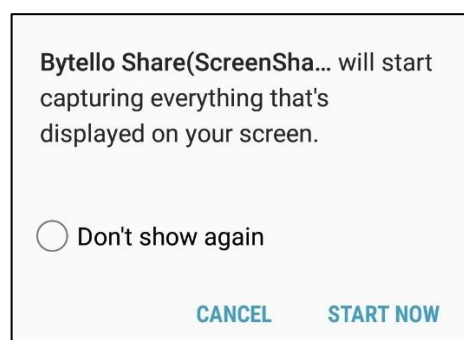 Bytello Share(ScreenSha... will start
capturing everything that's
displayed on your screen.
Don't show again
CANCEL START NOW